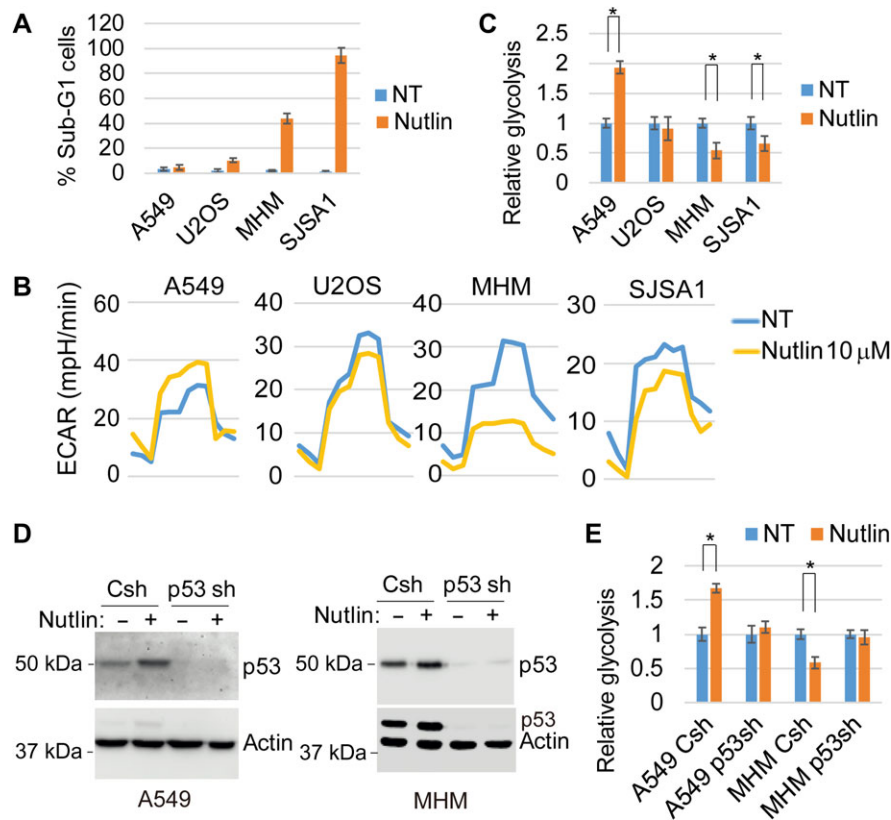 A
% Sub-G1 cells
120
100
80
60
40
20
0
A549
U2OS
MHM
SJSA1
NT
Nutlin
C
Relative glycolysis
2.5
2
1.5
1
0.5
0
*
*
*
A549
U2OS
MHM
SJSA1
NT
Nutlin
B
ECAR (mpH/min)
A549
60
40
20
0
U2OS
40
30
20
10
0
MHM
40
30
20
10
0
SJSA1
30
20
10
0
NT
Nutlin 10 μM
D
Csh p53 sh
Nutlin: – + – +
50 kDa
p53
37 kDa
Actin
A549
Csh p53 sh
Nutlin: – + – +
50 kDa
p53
p53
37 kDa
Actin
MHM
E
NT Nutlin
Relative glycolysis
2
1.5
1
0.5
0
*
*
A549 Csh
A549 p53sh
MHM Csh
MHM p53sh